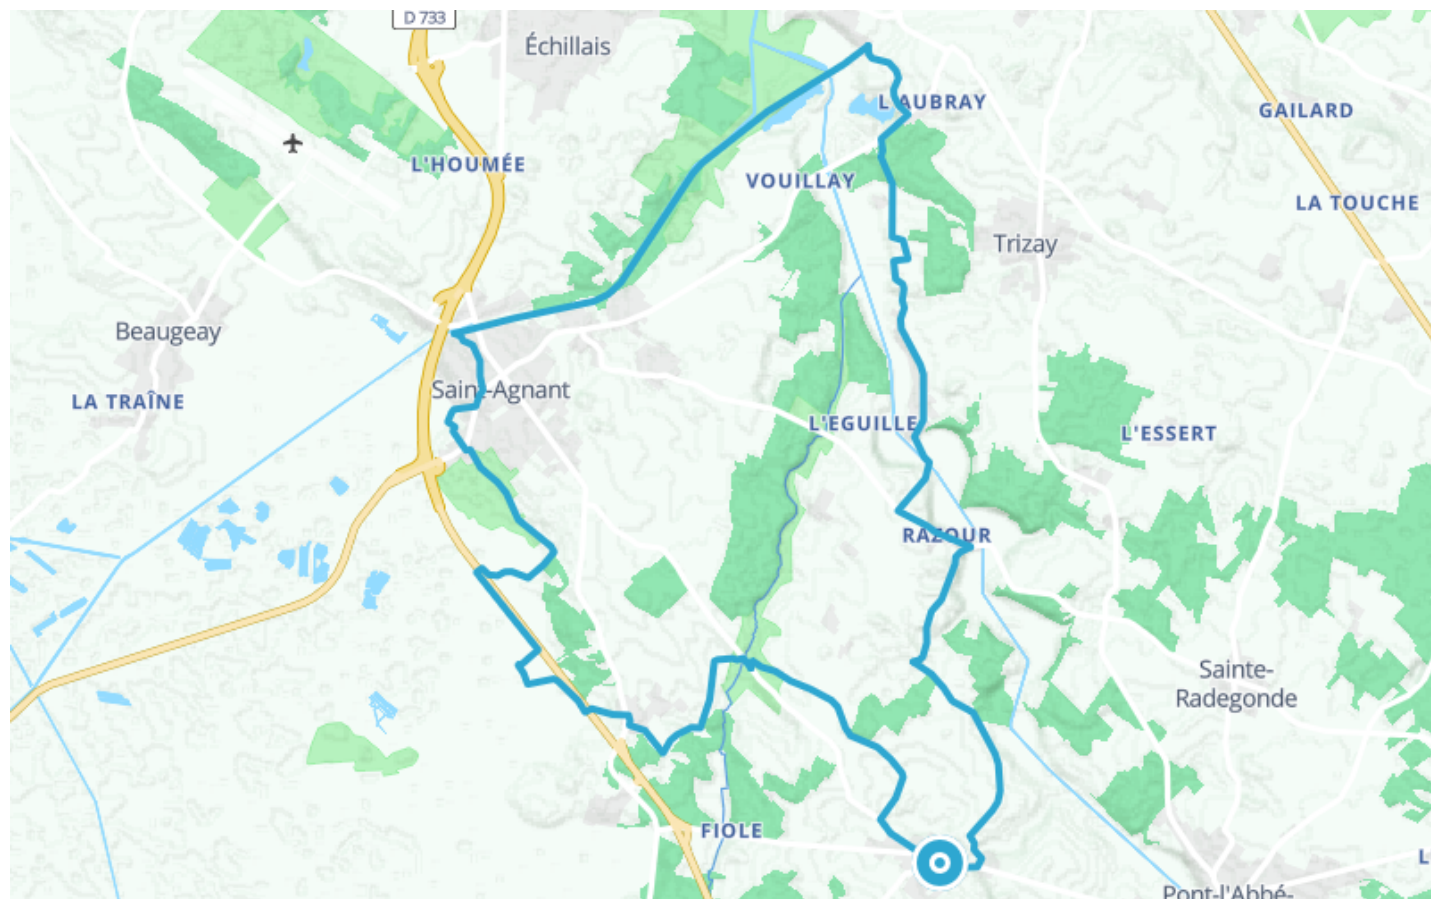 D 733
Échillais
L'AUBRAY
GAILARD
L'HOUMÉE
VOUILLAY
LA TOUCHE
Trizay
Beaugeay
Saint-Agnant
LA TRAÎNE
L'EGUILLE
L'ESSERT
RAZOUR
Sainte-
Radegonde
FIOLE
Pont-l'Abbé-